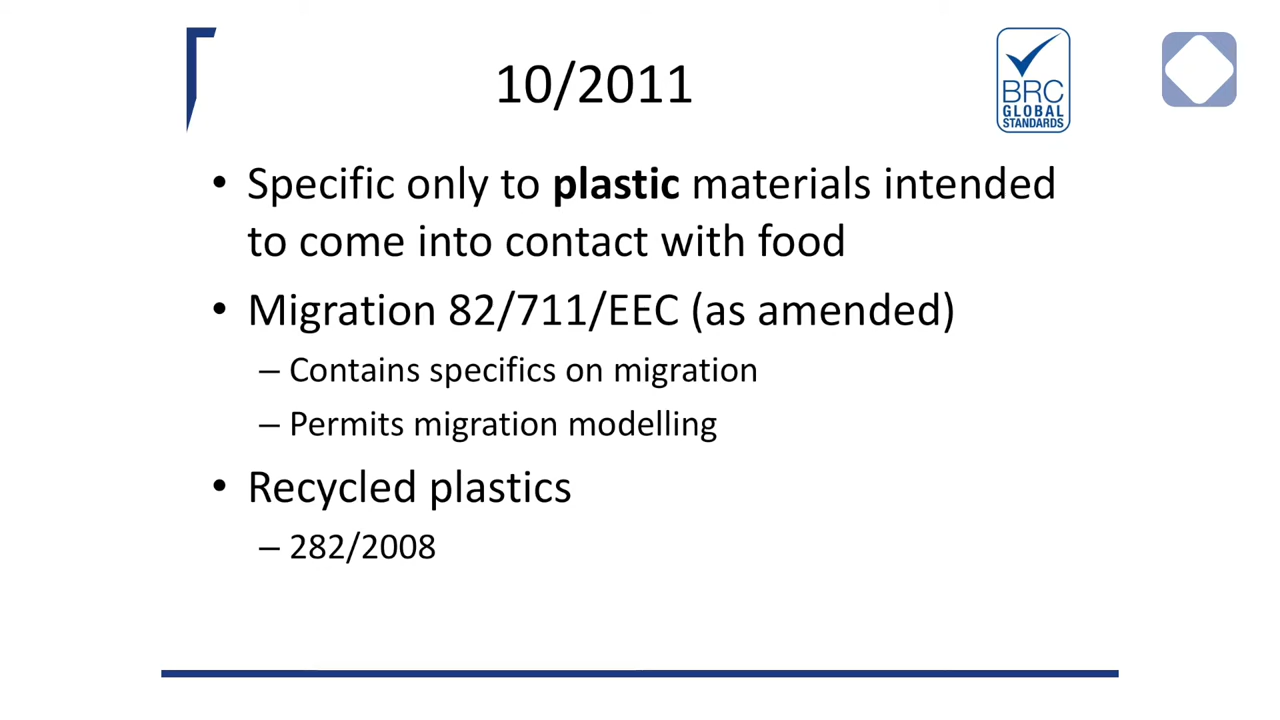 10/2011
BRC
GLOBAL
STANDARDS
• Specific only to plastic materials intended
to come into contact with food
• Migration 82/711/EEC (as amended)
– Contains specifics on migration
– Permits migration modelling
• Recycled plastics
– 282/2008